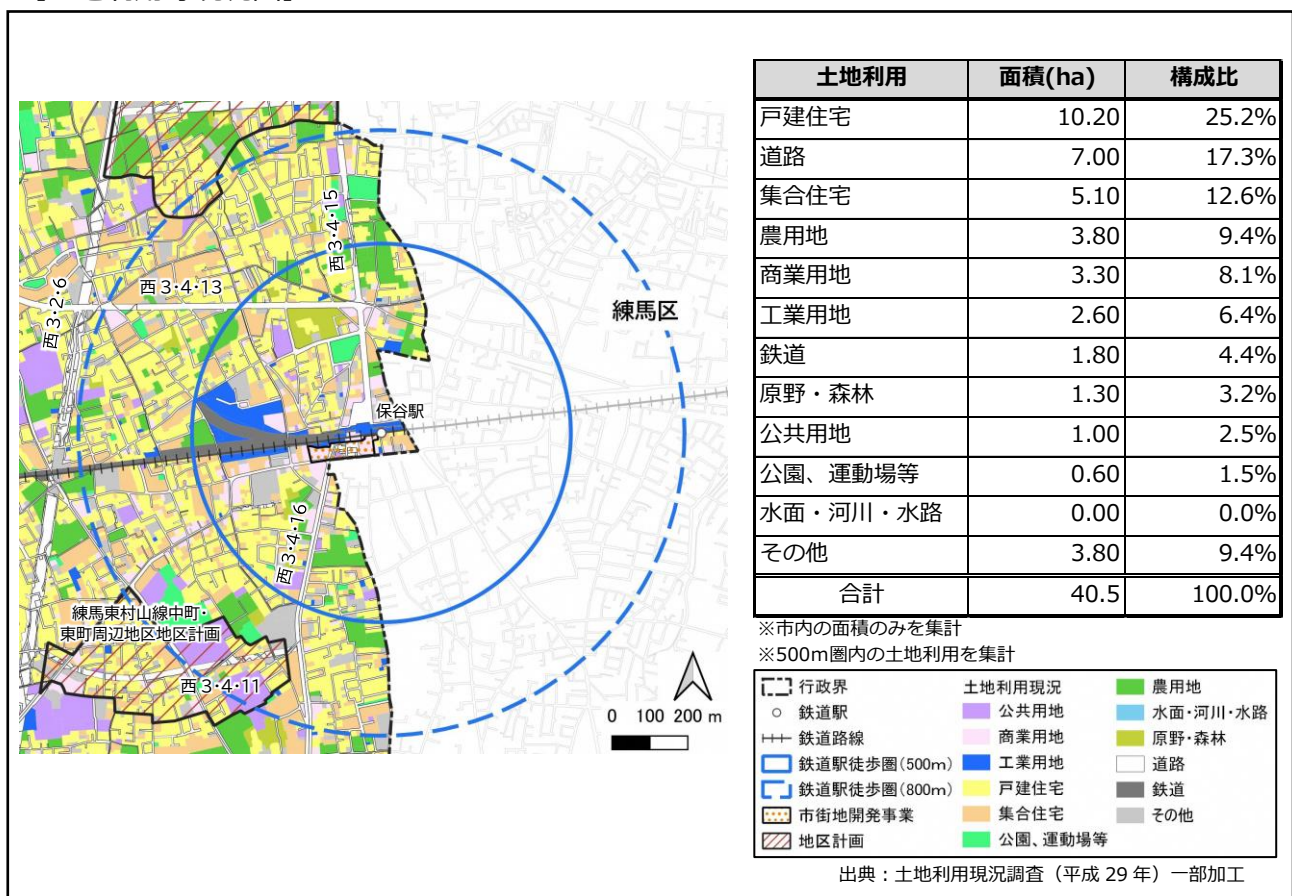 西3・4・15
西3・4・13
西3・2・6
練馬区
保谷駅
西3・4・16
練馬東村山線中町・
東町周辺地区地区計画
西3・4・11
0 100 200 m
土地利用 面積(ha) 構成比
戸建住宅 10.20 25.2%
道路 7.00 17.3%
集合住宅 5.10 12.6%
農用地 3.80 9.4%
商業用地 3.30 8.1%
工業用地 2.60 6.4%
鉄道 1.80 4.4%
原野・森林 1.30 3.2%
公共用地 1.00 2.5%
公園、運動場等 0.60 1.5%
水面・河川・水路 0.00 0.0%
その他 3.80 9.4%
合計 40.5 100.0%
※市内の面積のみを集計
※500m圏内の土地利用を集計
行政界 土地利用現況 農用地
鉄道駅 公共用地 水面・河川・水路
鉄道路線 商業用地 原野・森林
鉄道駅徒歩圏(500m) 工業用地 道路
鉄道駅徒歩圏(800m) 戸建住宅 鉄道
市街地開発事業 集合住宅 その他
地区計画 公園、運動場等
出典：土地利用現況調査（平成 29 年）一部加工